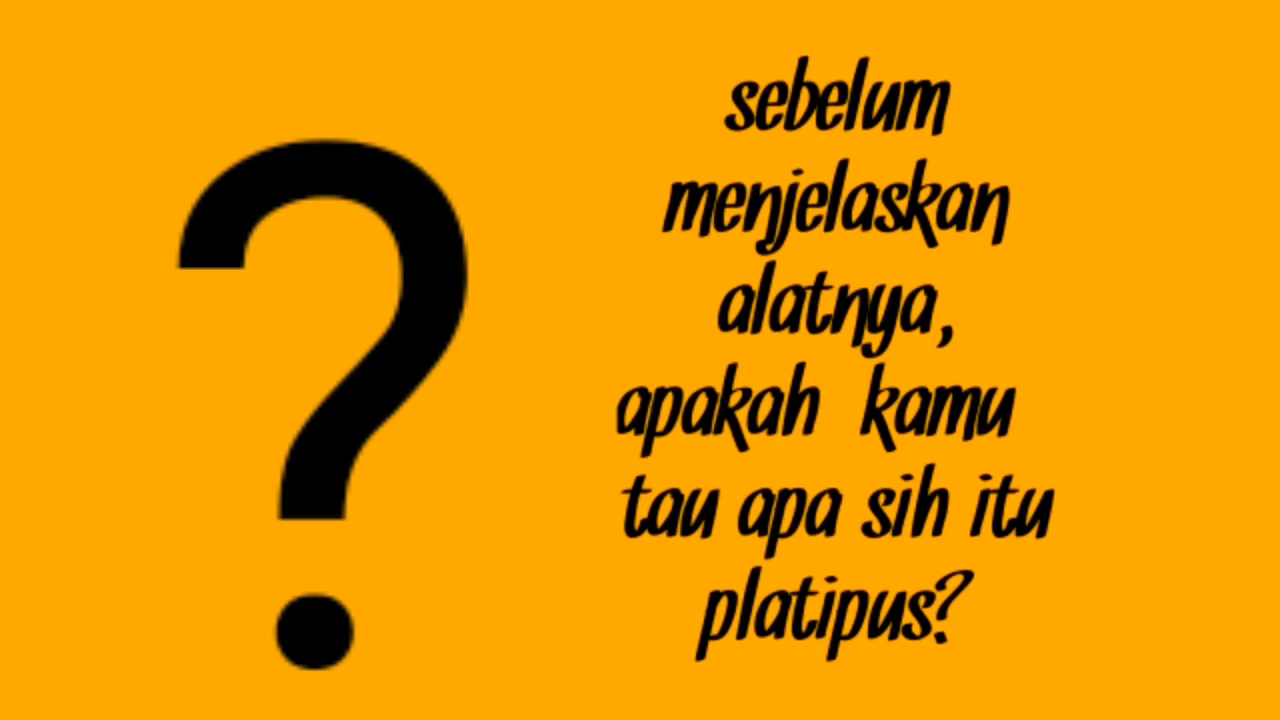 ?
sebelum
menjelaskan
alatnya,
apakah kamu
tau apa sih itu
platipus?